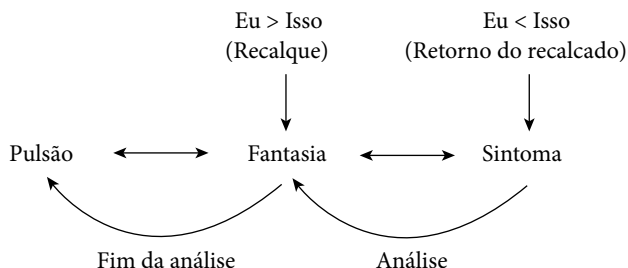 Eu > Isso
(Recalque)
Eu < Isso
(Retorno do recalcado)
Pulsão
Fantasia
Sintoma
Fim da análise
Análise